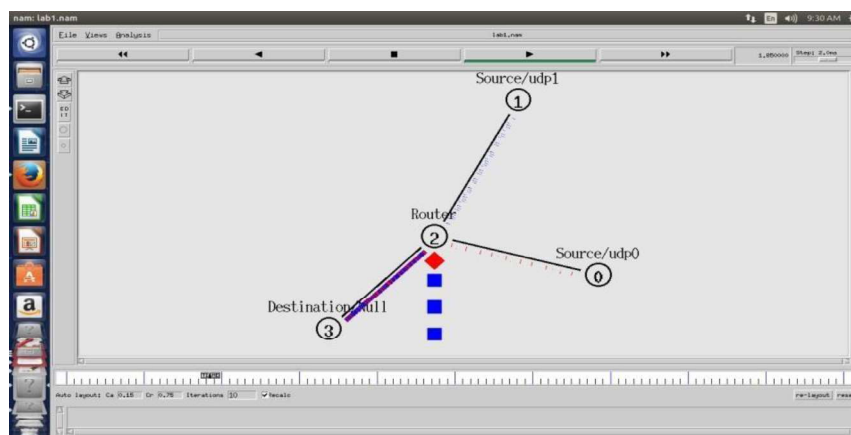 nam: lab1.nam
En
9:30 AM
File Views Analysis
lab1.nam
1.850000
Step: 2.0ms
Source/udp1
1
Router
2
Source/udp0
0
Destination/Null
3
Auto layout: Ca 0.15 Cr 0.75 Iterations 10 Recalc
re-layout